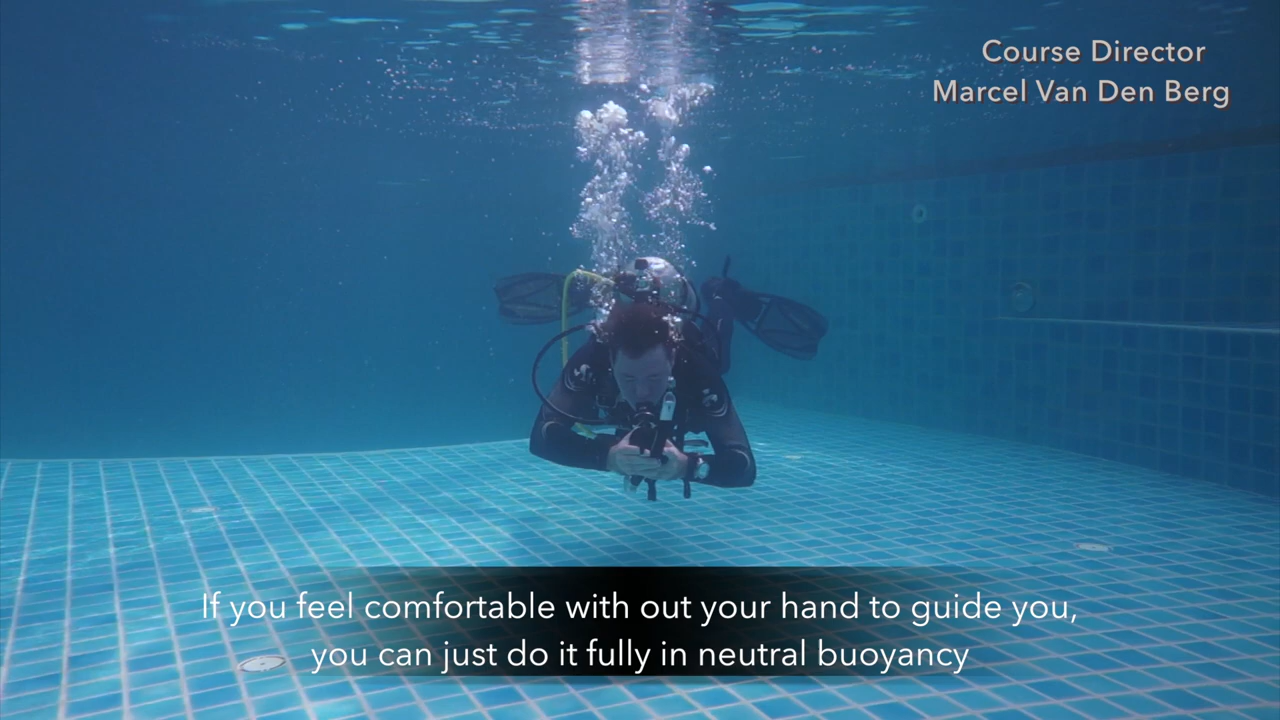 Course Director
Marcel Van Den Berg
If you feel comfortable with out your hand to guide you,
you can just do it fully in neutral buoyancy